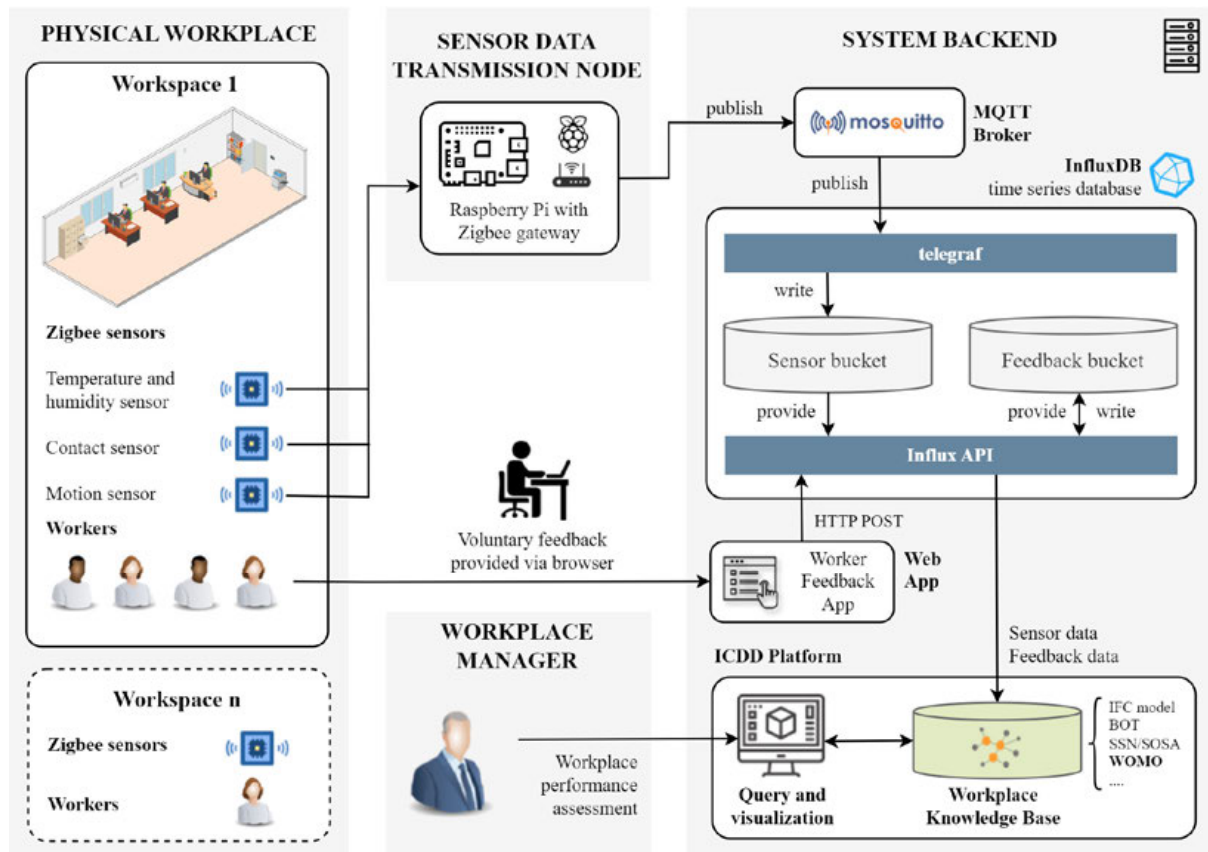 PHYSICAL WORKPLACE
Workspace 1
Zigbee sensors
Temperature and
humidity sensor
Contact sensor
Motion sensor
Workers
Workspace n
Zigbee sensors
Workers
SENSOR DATA
TRANSMISSION NODE
Raspberry Pi with
Zigbee gateway
Voluntary feedback
provided via browser
WORKPLACE
MANAGER
Workplace
performance
assessment
SYSTEM BACKEND
publish
mosquitto
MQTT
Broker
publish
InfluxDB
time series database
telegraf
write
Sensor bucket
Feedback bucket
provide
provide
write
Influx API
HTTP POST
Worker
Feedback
App
Web
App
Sensor data
Feedback data
ICDD Platform
Query and
visualization
Workplace
Knowledge Base
IFC model
BOT
SSN/SOSA
WOMO
....